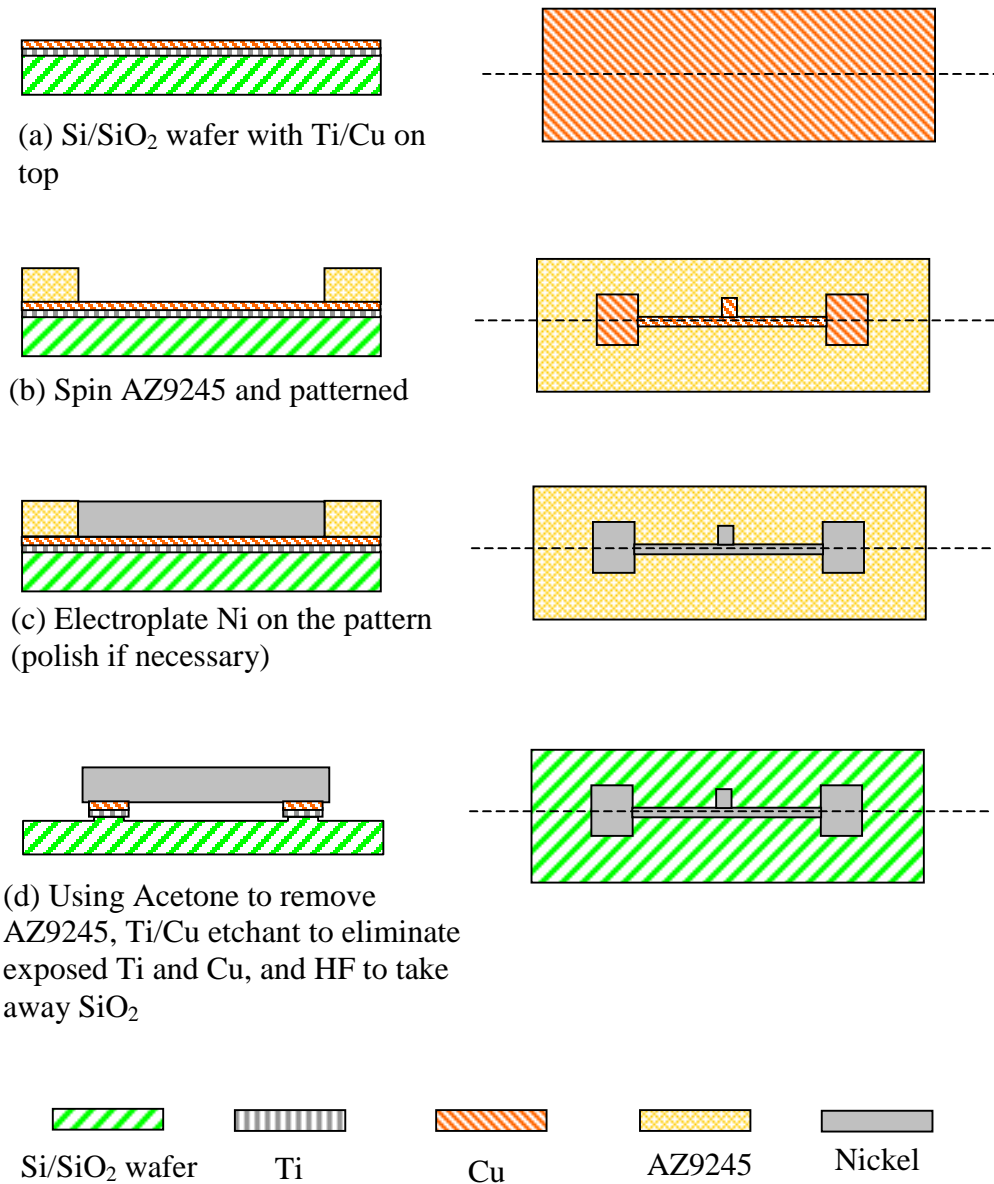 (a) Si/SiO₂ wafer with Ti/Cu on
top
(b) Spin AZ9245 and patterned
(c) Electroplate Ni on the pattern
(polish if necessary)
(d) Using Acetone to remove
AZ9245, Ti/Cu etchant to eliminate
exposed Ti and Cu, and HF to take
away SiO₂
Si/SiO₂ wafer
Ti
Cu
AZ9245
Nickel